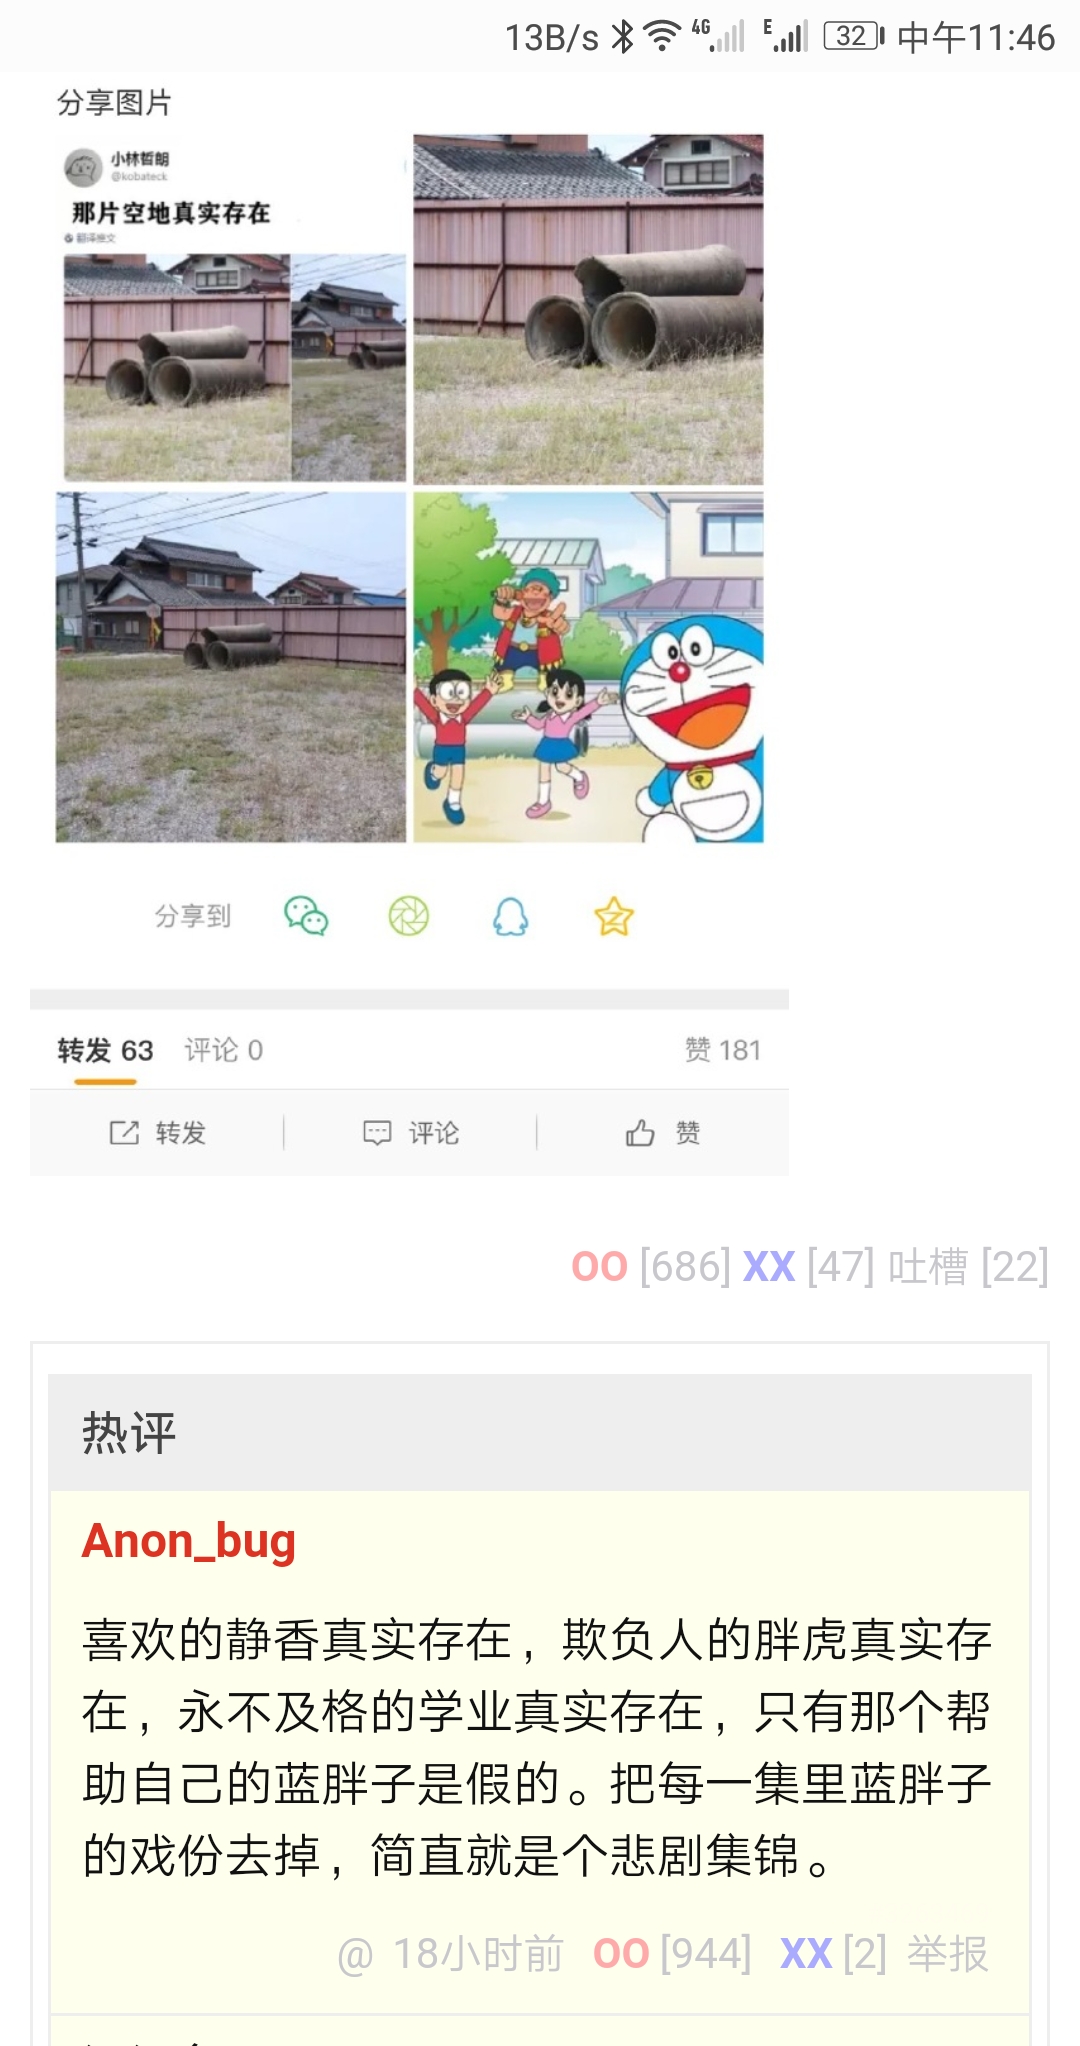 13B/s 4G E 32 中午11:46
分享图片
小林哲朗
@kobateck
那片空地真实存在
翻译推文
分享到
转发 63 评论 0 赞 181
转发 评论 赞
OO [686] XX [47] 吐槽 [22]
热评
Anon_bug
喜欢的静香真实存在，欺负人的胖虎真实存
在，永不及格的学业真实存在，只有那个帮
助自己的蓝胖子是假的。把每一集里蓝胖子
的戏份去掉，简直就是个悲剧集锦。
@ 18小时前 OO [944] XX [2] 举报